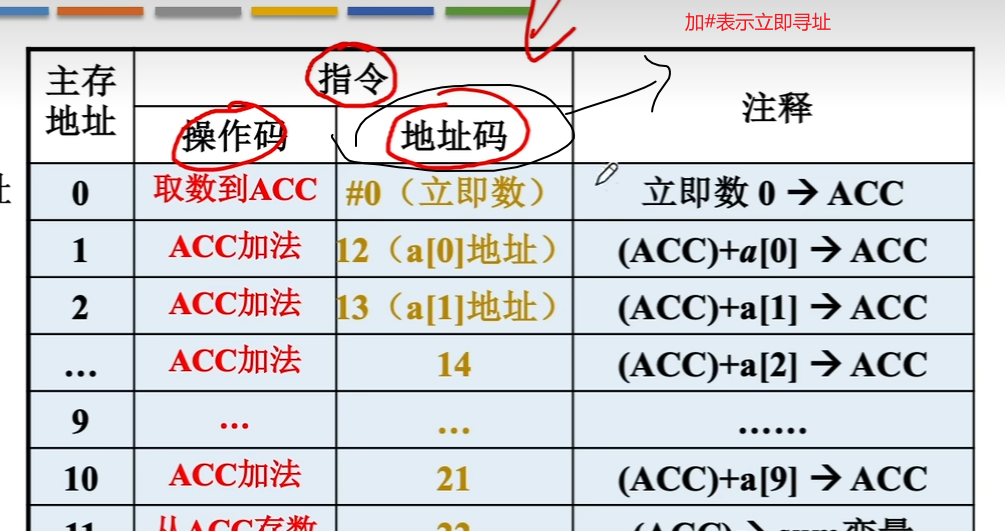 加#表示立即寻址
主存地址 指令 注释
操作码 地址码
0 取数到ACC #0（立即数） 立即数 0 → ACC
1 ACC加法 12（a[0]地址） (ACC)+a[0] → ACC
2 ACC加法 13（a[1]地址） (ACC)+a[1] → ACC
… ACC加法 14 (ACC)+a[2] → ACC
9 … … ……
10 ACC加法 21 (ACC)+a[9] → ACC
11 从ACC存数 22 (ACC) → sum变量